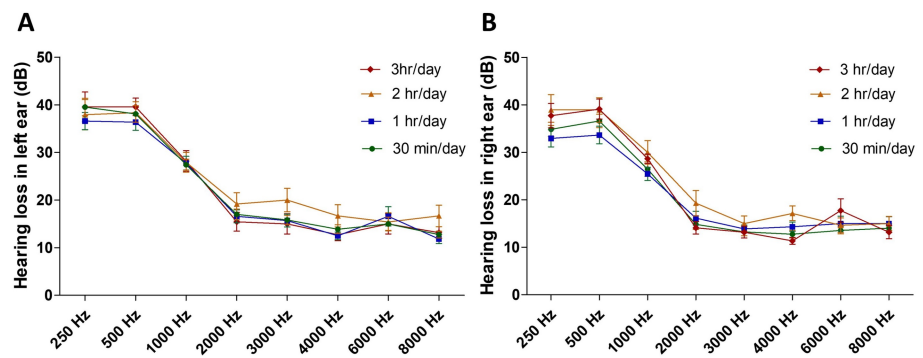 A
Hearing loss in left ear (dB)
50
40
30
20
10
0
3hr/day
2 hr/day
1 hr/day
30 min/day
250 Hz
500 Hz
1000 Hz
2000 Hz
3000 Hz
4000 Hz
6000 Hz
8000 Hz
B
Hearing loss in right ear (dB)
50
40
30
20
10
0
3 hr/day
2 hr/day
1 hr/day
30 min/day
250 Hz
500 Hz
1000 Hz
2000 Hz
3000 Hz
4000 Hz
6000 Hz
8000 Hz